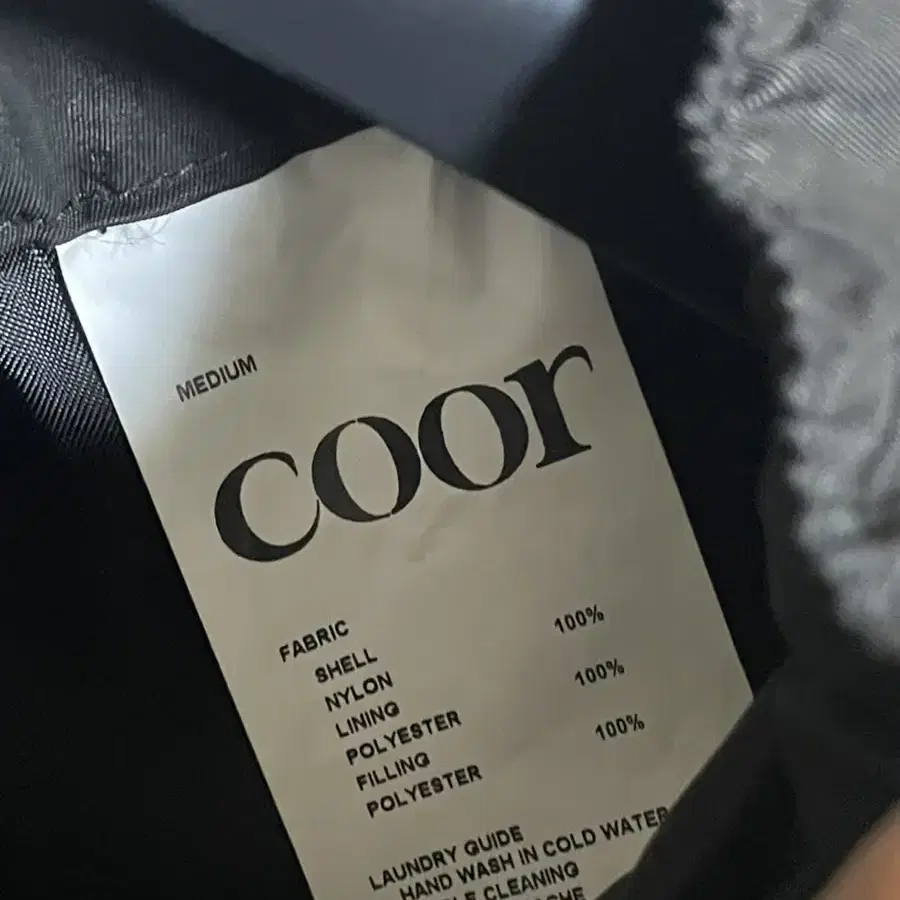 MEDIUM
coor
FABRIC
SHELL
NYLON 100%
LINING
POLYESTER 100%
FILLING
POLYESTER 100%
LAUNDRY GUIDE
HAND WASH IN COLD WATER
CLEANING